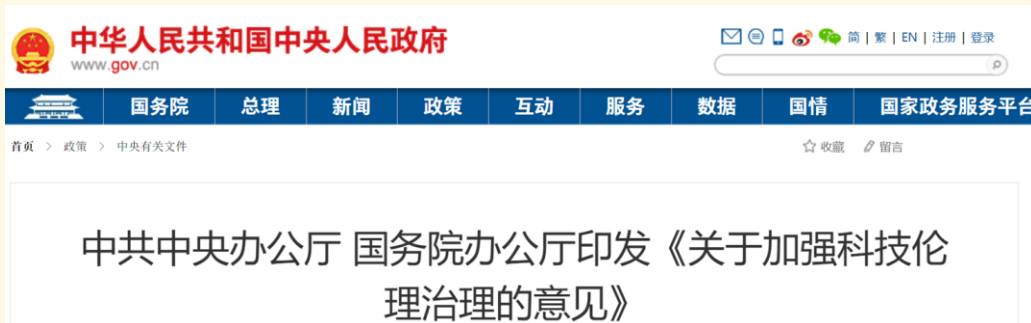 中华人民共和国中央人民政府
www.gov.cn
简 | 繁 | EN | 注册 | 登录
国务院 总理 新闻 政策 互动 服务 数据 国情 国家政务服务平台
首页 > 政策 > 中央有关文件
收藏 留言
中共中央办公厅 国务院办公厅印发《关于加强科技伦
理治理的意见》